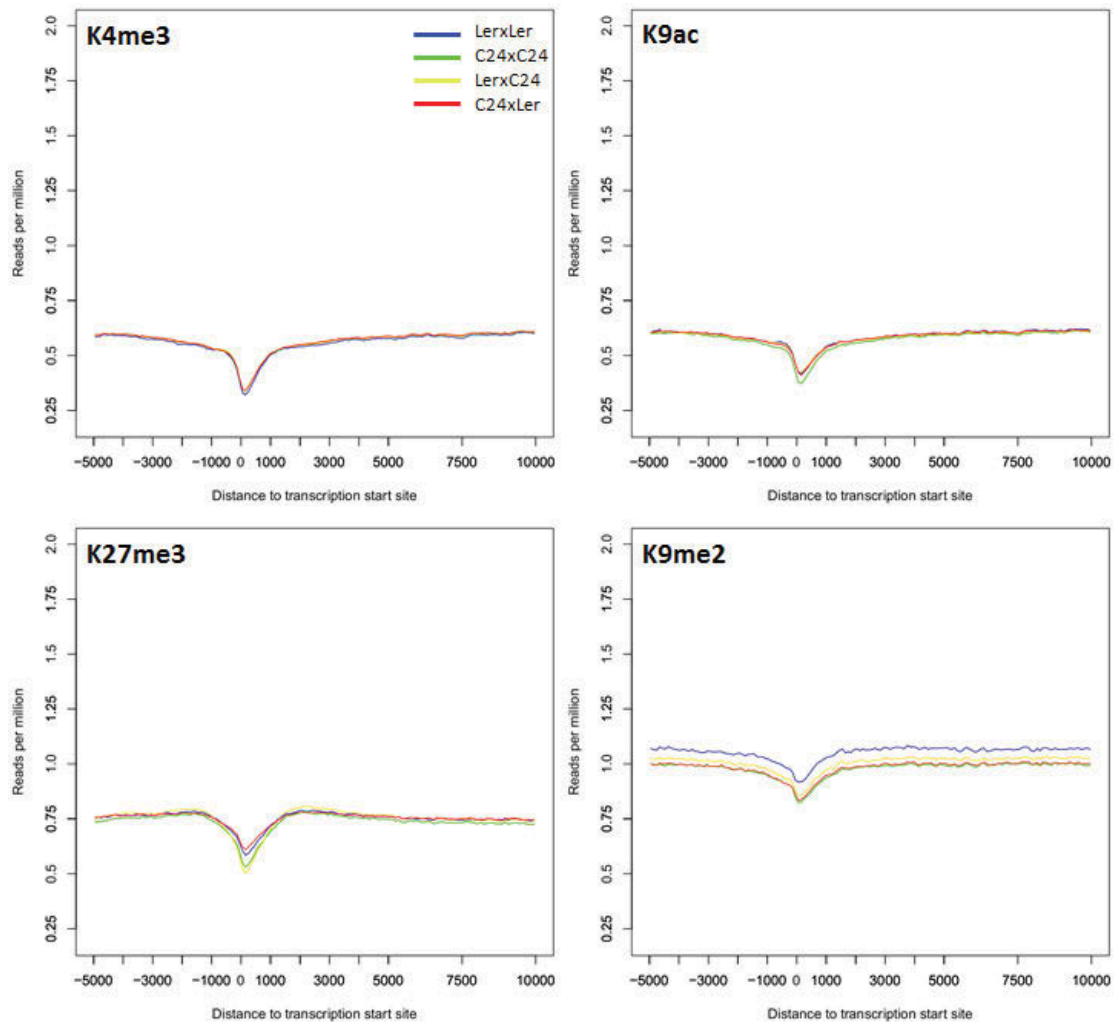 K4me3
LerxLer
C24xC24
LerxC24
C24xLer
Reads per million
2.0
1.75
1.5
1.25
1.0
0.75
0.5
0.25
−5000 −3000 −1000 0 1000 3000 5000 7500 10000
Distance to transcription start site
K9ac
Reads per million
2.0
1.75
1.5
1.25
1.0
0.75
0.5
0.25
−5000 −3000 −1000 0 1000 3000 5000 7500 10000
Distance to transcription start site
K27me3
Reads per million
2.0
1.75
1.5
1.25
1.0
0.75
0.5
0.25
−5000 −3000 −1000 0 1000 3000 5000 7500 10000
Distance to transcription start site
K9me2
Reads per million
2.0
1.75
1.5
1.25
1.0
0.75
0.5
0.25
−5000 −3000 −1000 0 1000 3000 5000 7500 10000
Distance to transcription start site